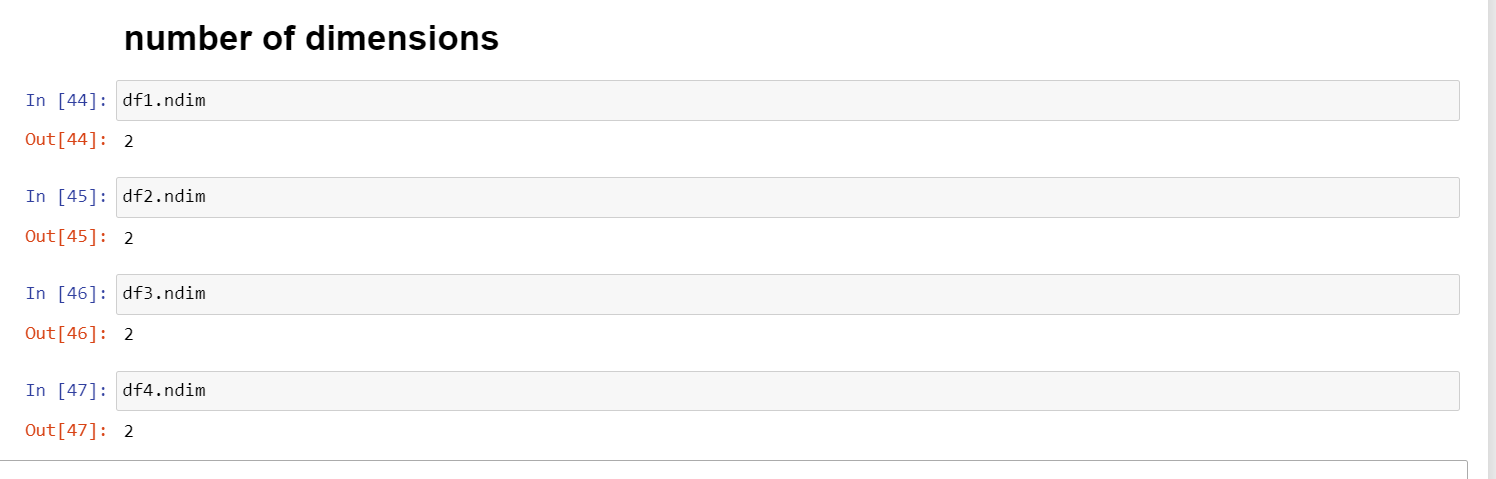 number of dimensions
In [44]: df1.ndim
Out[44]: 2
In [45]: df2.ndim
Out[45]: 2
In [46]: df3.ndim
Out[46]: 2
In [47]: df4.ndim
Out[47]: 2